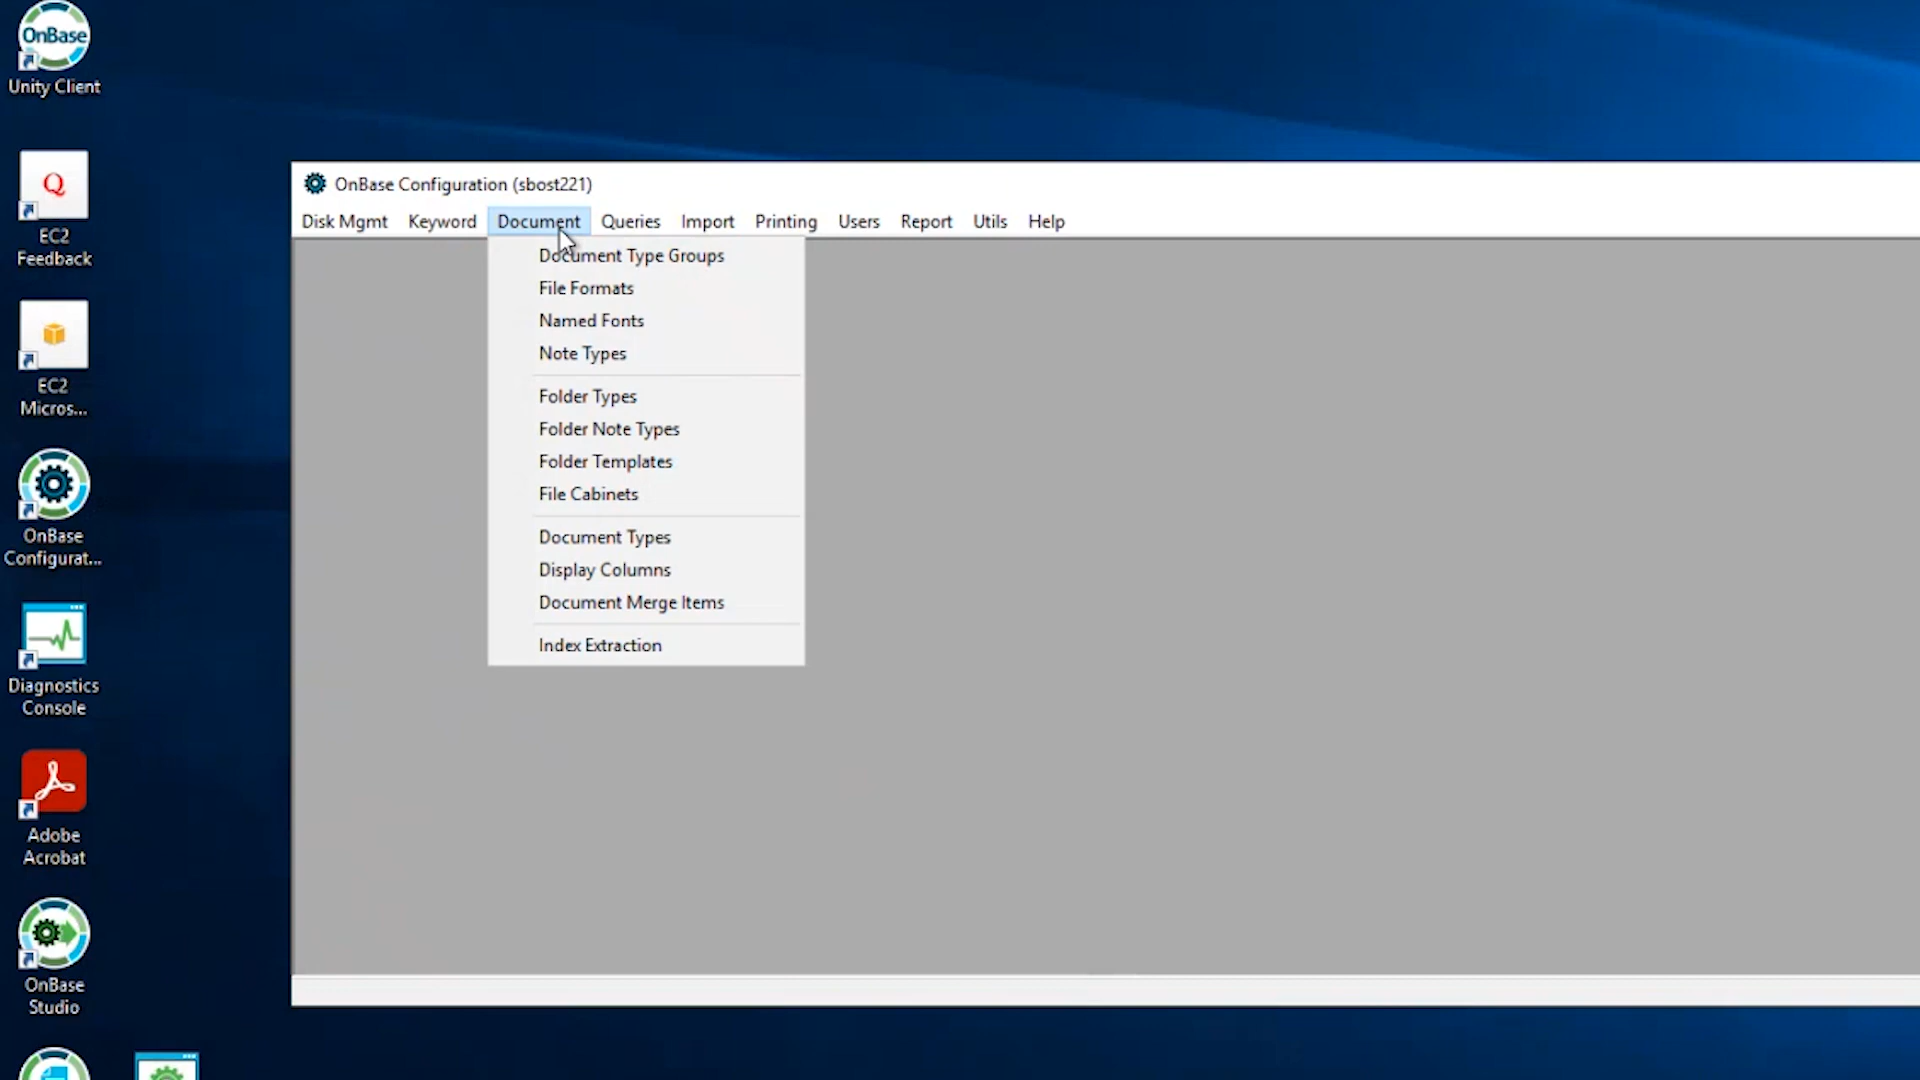 OnBase
Unity Client
Q
EC2
Feedback
EC2
Micros...
OnBase
Configurat...
Diagnostics
Console
Adobe
Acrobat
OnBase
Studio
OnBase Configuration (sbost221)
Disk Mgmt Keyword Document Queries Import Printing Users Report Utils Help
Document Type Groups
File Formats
Named Fonts
Note Types
Folder Types
Folder Note Types
Folder Templates
File Cabinets
Document Types
Display Columns
Document Merge Items
Index Extraction